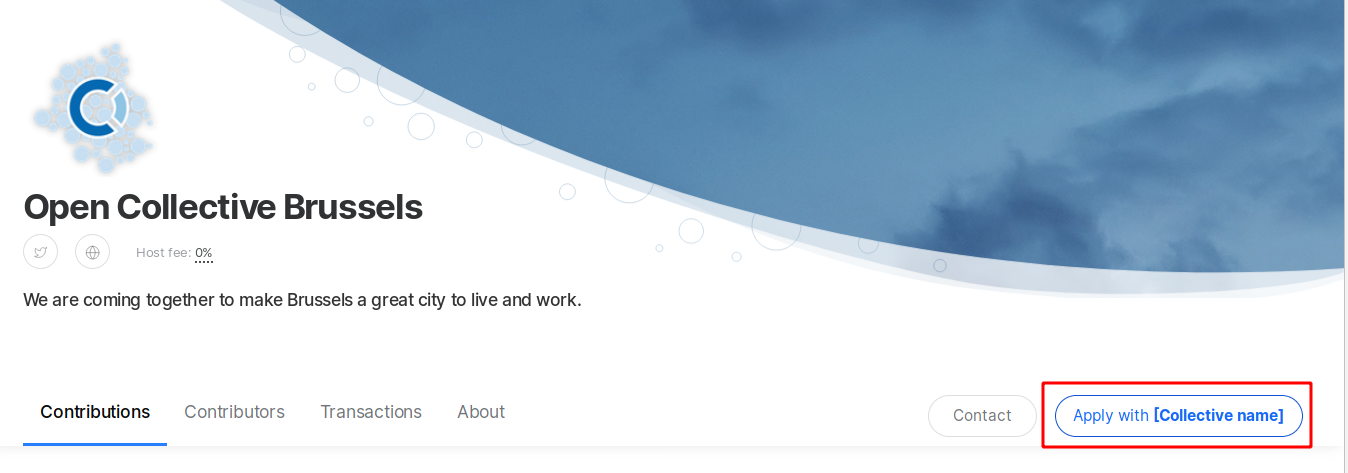 Open Collective Brussels
Host fee: 0%
We are coming together to make Brussels a great city to live and work.
Contributions Contributors Transactions About Contact Apply with [Collective name]